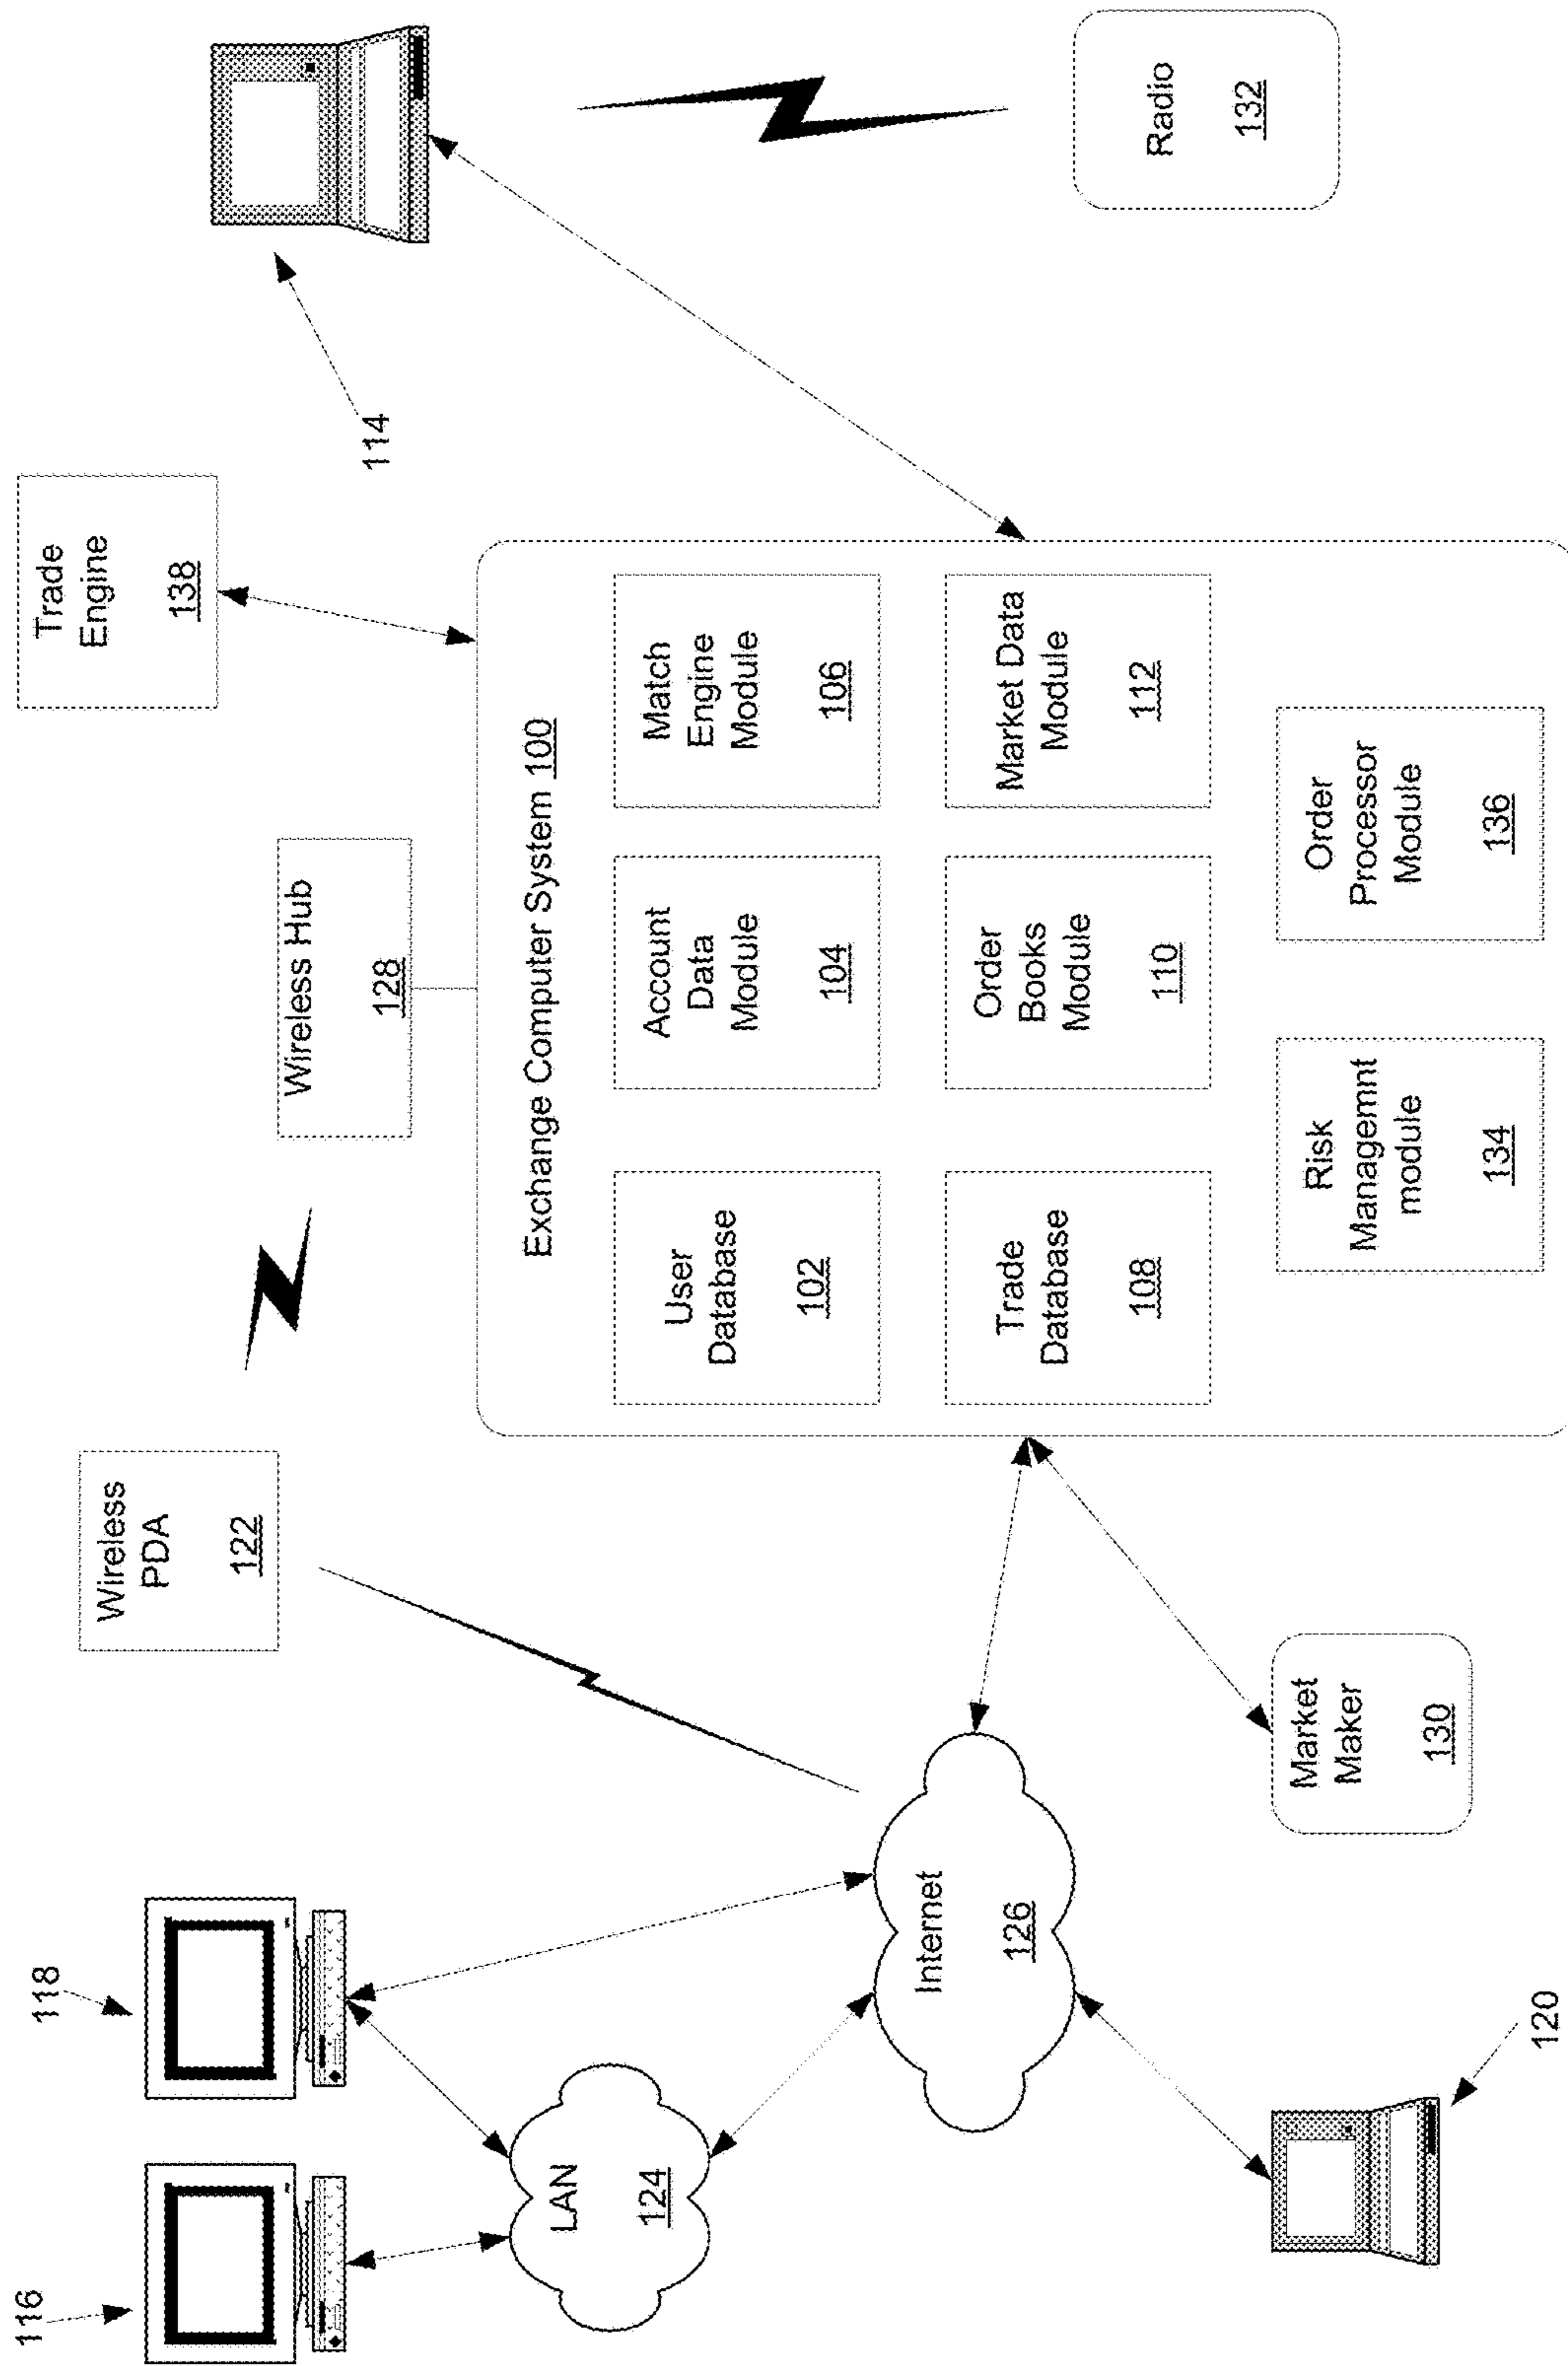 116
118
Wireless
PDA
122
Wireless Hub
128
Trade
Engine
138
114
LAN
124
Internet
126
Exchange Computer System 100
User
Database
102
Account
Data
Module
104
Match
Engine
Module
106
Trade
Database
108
Order
Books
Module
110
Market Data
Module
112
Risk
Managemnt
module
134
Order
Processor
Module
136
Market
Maker
130
120
Radio
132